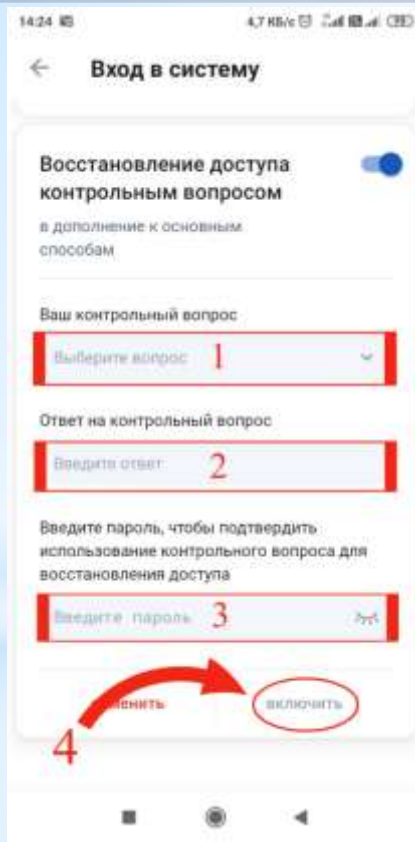 14:24
4,7 KB/с
Вход в систему
Восстановление доступа
контрольным вопросом
в дополнение к основным
способам
Ваш контрольный вопрос
Выберите вопрос 1
Ответ на контрольный вопрос
Введите ответ 2
Введите пароль, чтобы подтвердить
использование контрольного вопроса для
восстановления доступа
Введите пароль 3
ВКЛЮЧИТЬ
4